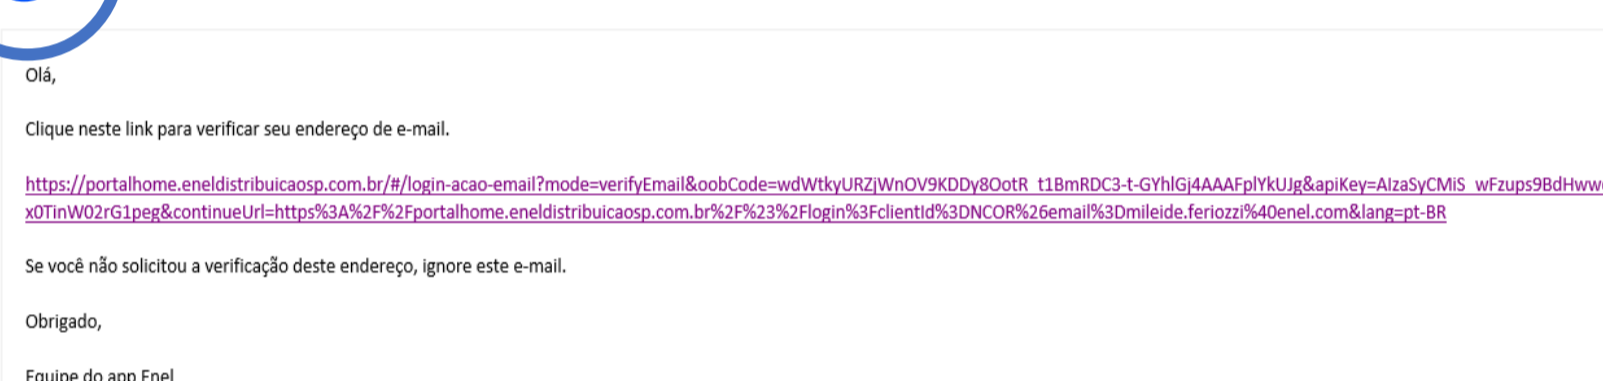 Olá,
Clique neste link para verificar seu endereço de e-mail.
https://portalhome.eneldistribuicaosp.com.br/#/login-acao-email?mode=verifyEmail&oobCode=wdWtkyURZjWnOV9KDDy8OotR_t1BmRDC3-t-GYhlGj4AAAFplYkUJg&apiKey=AIzaSyCMiS_wFzups9BdHww
x0TinW02rG1peg&continueUrl=https%3A%2F%2Fportalhome.eneldistribuicaosp.com.br%2F%23%2Flogin%3FclientId%3DNCOR%26email%3Dmileide.feriozzi%40enel.com&lang=pt-BR
Se você não solicitou a verificação deste endereço, ignore este e-mail.
Obrigado,
Equipe do app Enel